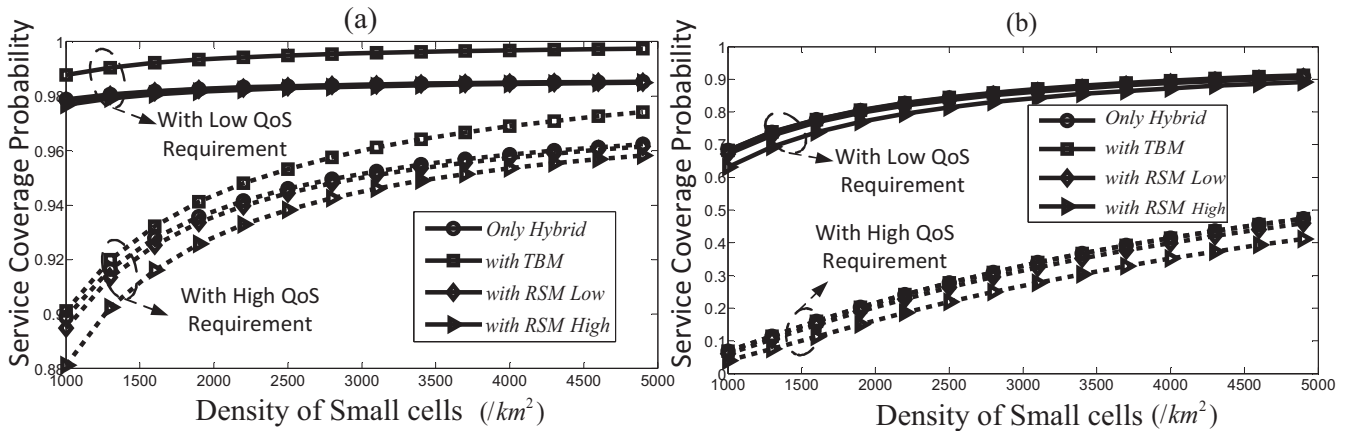 (a)
Service Coverage Probability
1
0.98
0.96
0.94
0.92
0.9
0.88
With Low QoS
Requirement
With High QoS
Requirement
Only Hybrid
with TBM
with RSM Low
with RSM High
1000 1500 2000 2500 3000 3500 4000 4500 5000
Density of Small cells (/km²)
(b)
Service Coverage Probability
1
0.9
0.8
0.7
0.6
0.5
0.4
0.3
0.2
0.1
0
With Low QoS
Requirement
With High QoS
Requirement
Only Hybrid
with TBM
with RSM Low
with RSM High
1000 1500 2000 2500 3000 3500 4000 4500 5000
Density of Small cells (/km²)